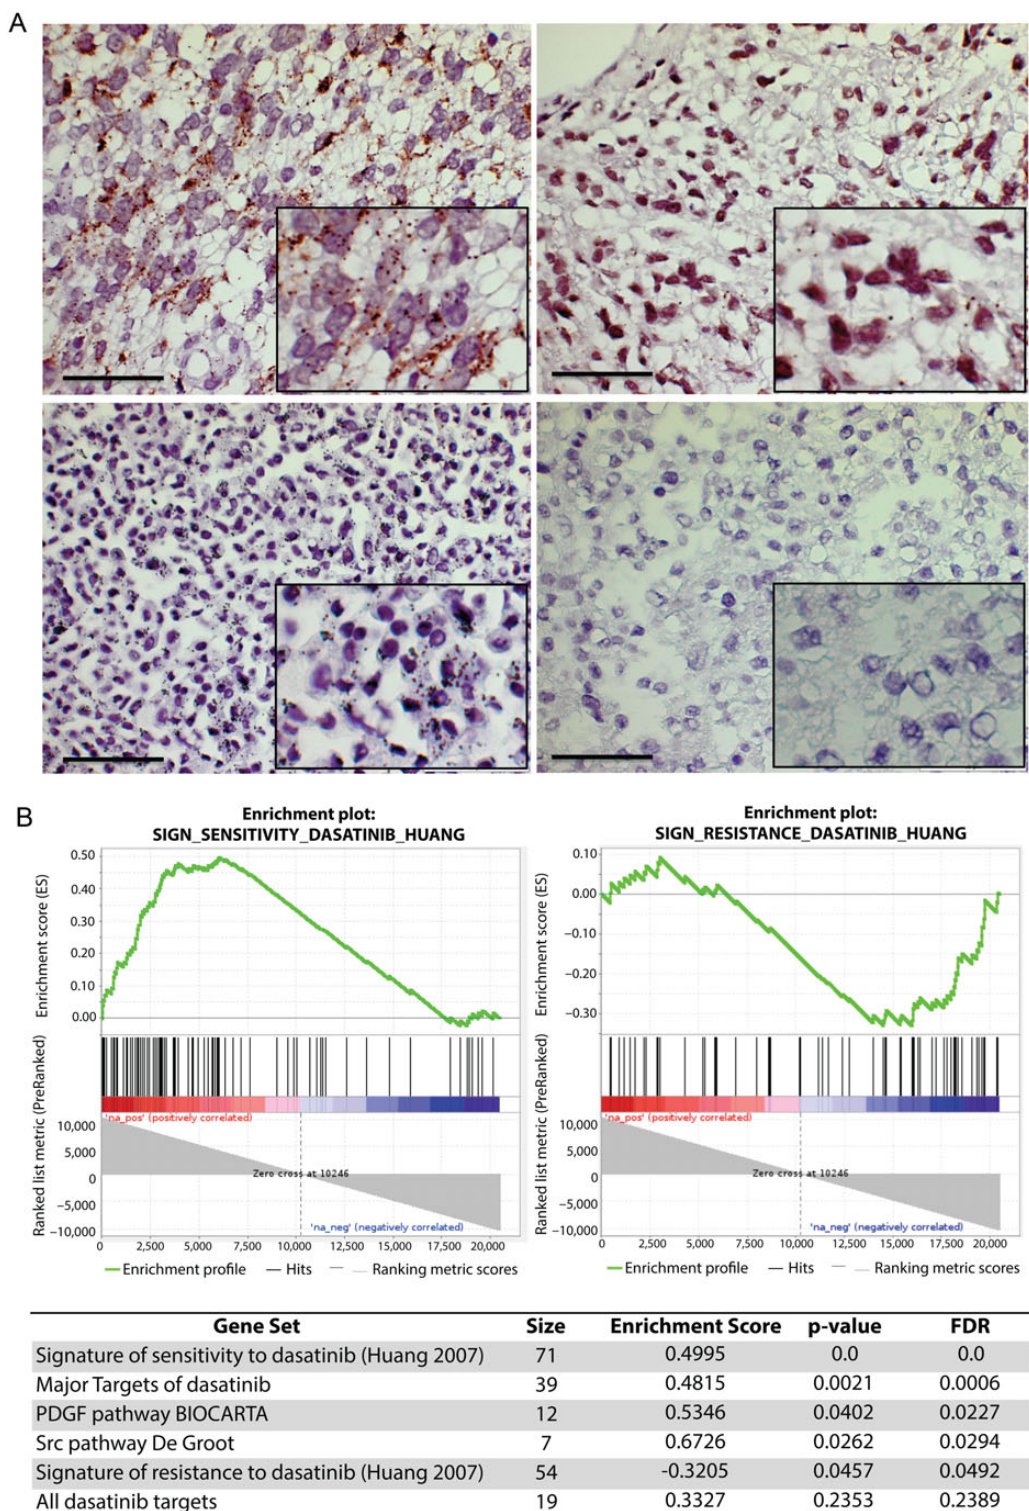 A
B
Enrichment plot:
SIGN_SENSITIVITY_DASATINIB_HUANG
Enrichment score (ES)
0.50
0.40
0.30
0.20
0.10
0.00
Ranked list metric (PreRanked)
'na_pos' (positively correlated)
10,000
5,000
0
−5,000
−10,000
Zero cross at 10246
'na_neg' (negatively correlated)
0 2,500 5,000 7,500 10,000 12,500 15,000 17,500 20,000
Enrichment profile — Hits — Ranking metric scores
Enrichment plot:
SIGN_RESISTANCE_DASATINIB_HUANG
Enrichment score (ES)
0.10
0.00
−0.10
−0.20
−0.30
Ranked list metric (PreRanked)
'na_pos' (positively correlated)
10,000
5,000
0
−5,000
−10,000
Zero cross at 10246
'na_neg' (negatively correlated)
0 2,500 5,000 7,500 10,000 12,500 15,000 17,500 20,000
Enrichment profile — Hits — Ranking metric scores
Gene Set Size Enrichment Score p-value FDR
Signature of sensitivity to dasatinib (Huang 2007) 71 0.4995 0.0 0.0
Major Targets of dasatinib 39 0.4815 0.0021 0.0006
PDGF pathway BIOCARTA 12 0.5346 0.0402 0.0227
Src pathway De Groot 7 0.6726 0.0262 0.0294
Signature of resistance to dasatinib (Huang 2007) 54 -0.3205 0.0457 0.0492
All dasatinib targets 19 0.3327 0.2353 0.2389